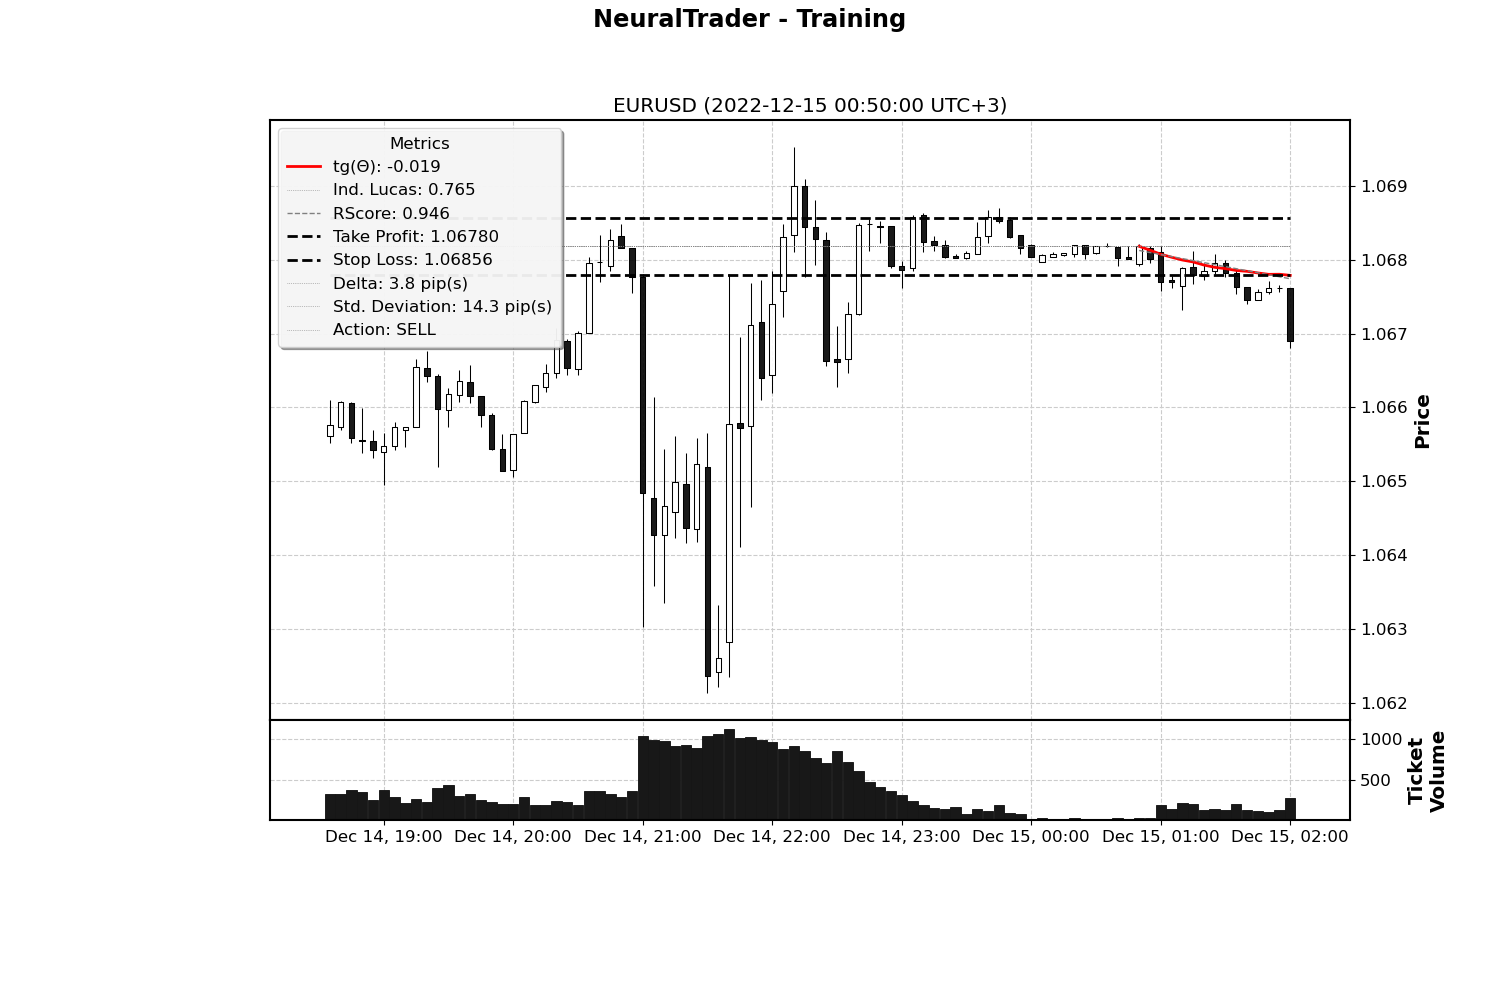 NeuralTrader - Training
EURUSD (2022-12-15 00:50:00 UTC+3)
Metrics
tg(Θ): -0.019
Ind. Lucas: 0.765
RScore: 0.946
Take Profit: 1.06780
Stop Loss: 1.06856
Delta: 3.8 pip(s)
Std. Deviation: 14.3 pip(s)
Action: SELL
1.069
1.068
1.067
1.066
1.065
1.064
1.063
1.062
Price
1000
500
Ticket
Volume
Dec 14, 19:00
Dec 14, 20:00
Dec 14, 21:00
Dec 14, 22:00
Dec 14, 23:00
Dec 15, 00:00
Dec 15, 01:00
Dec 15, 02:00